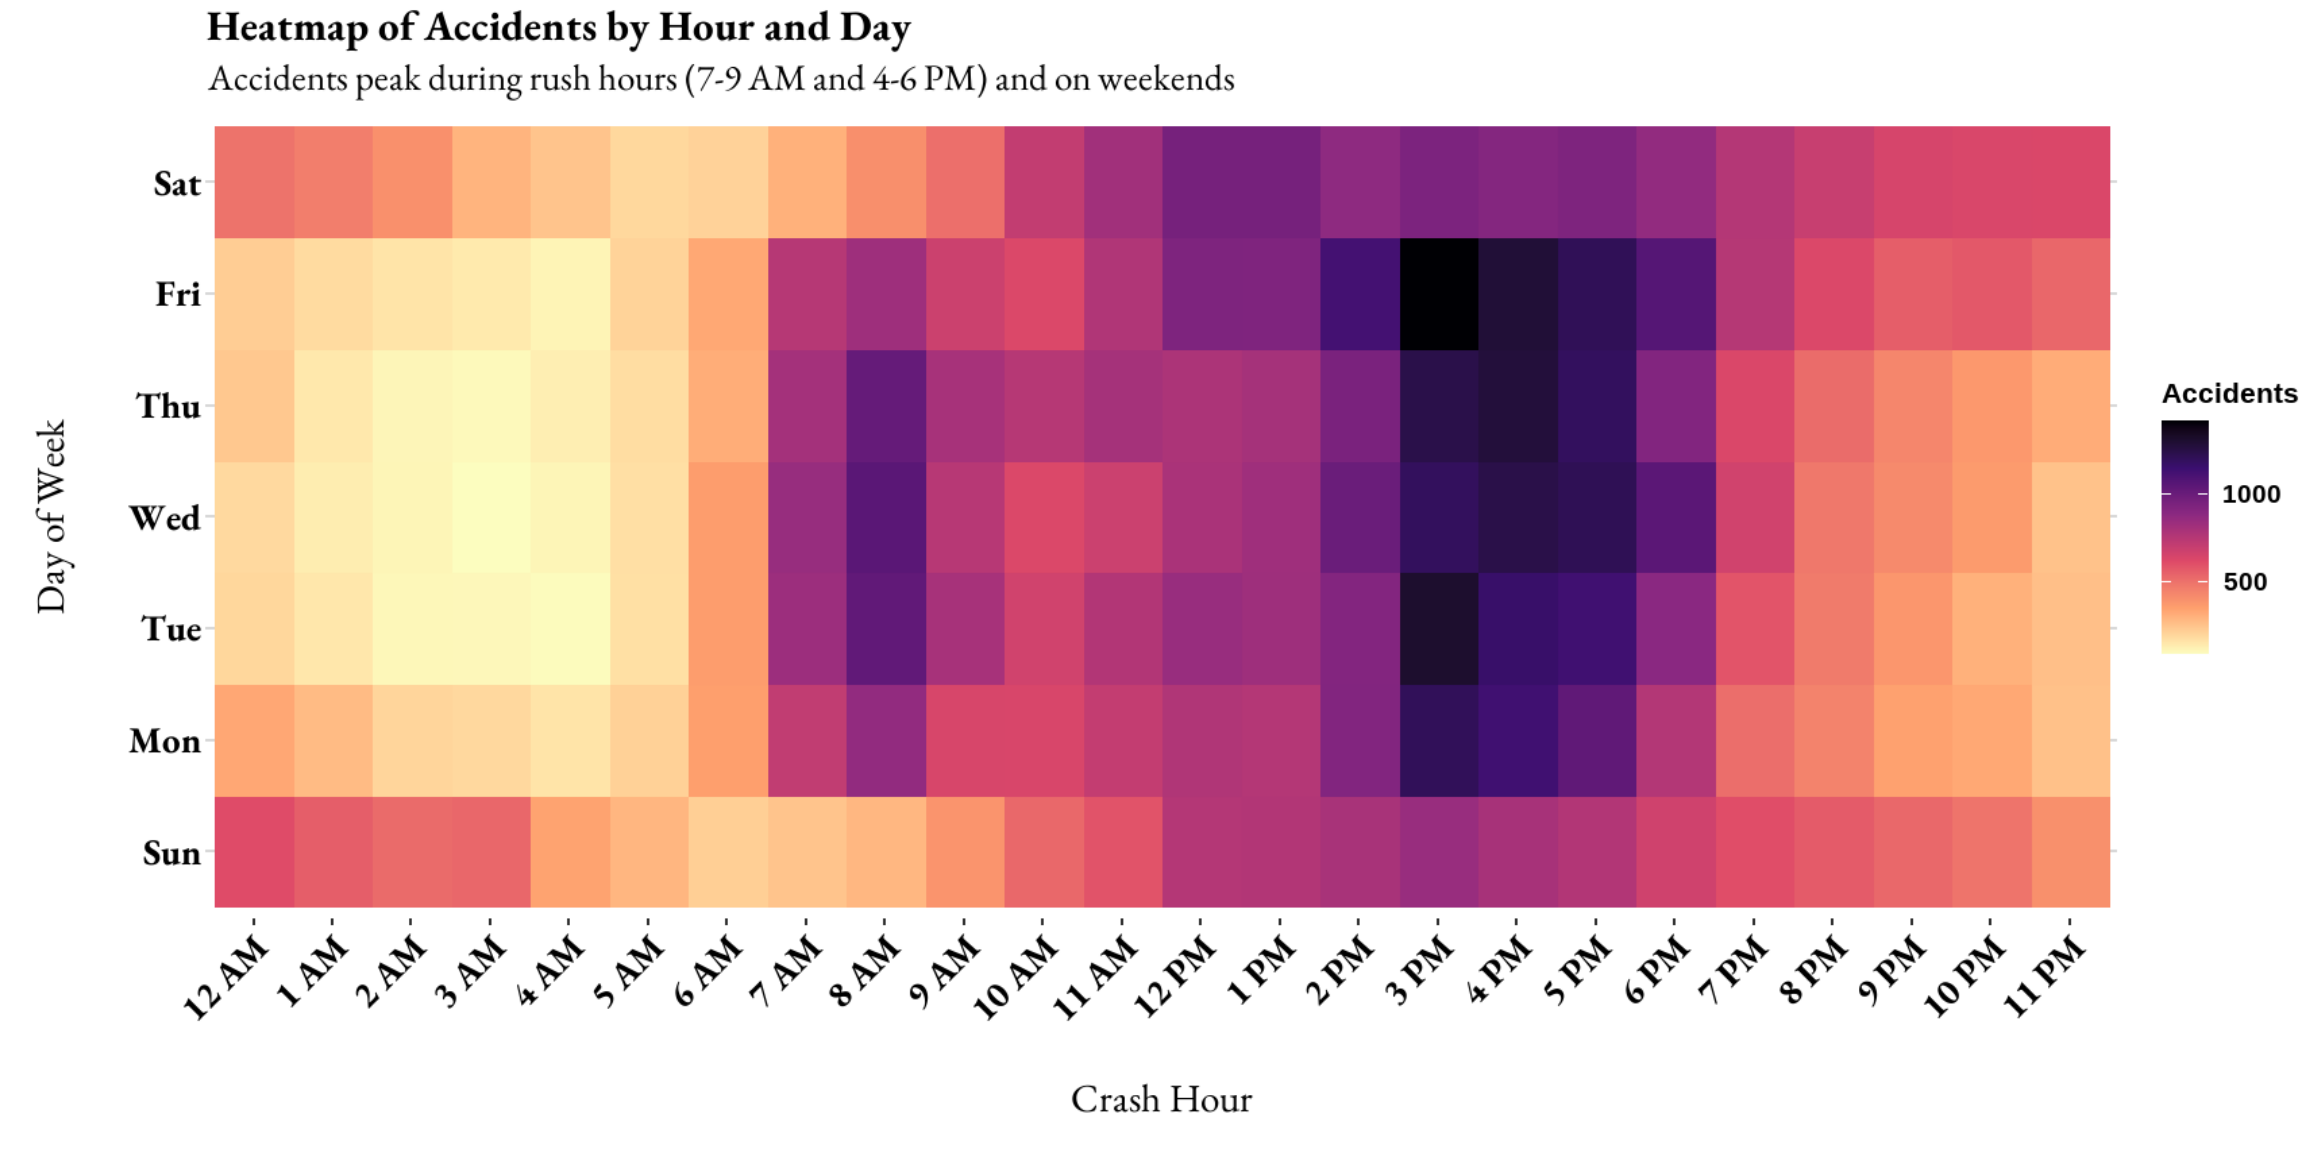 Heatmap of Accidents by Hour and Day
Accidents peak during rush hours (7-9 AM and 4-6 PM) and on weekends
Day of Week
Sat
Fri
Thu
Wed
Tue
Mon
Sun
12 AM
1 AM
2 AM
3 AM
4 AM
5 AM
6 AM
7 AM
8 AM
9 AM
10 AM
11 AM
12 PM
1 PM
2 PM
3 PM
4 PM
5 PM
6 PM
7 PM
8 PM
9 PM
10 PM
11 PM
Crash Hour
Accidents
1000
500